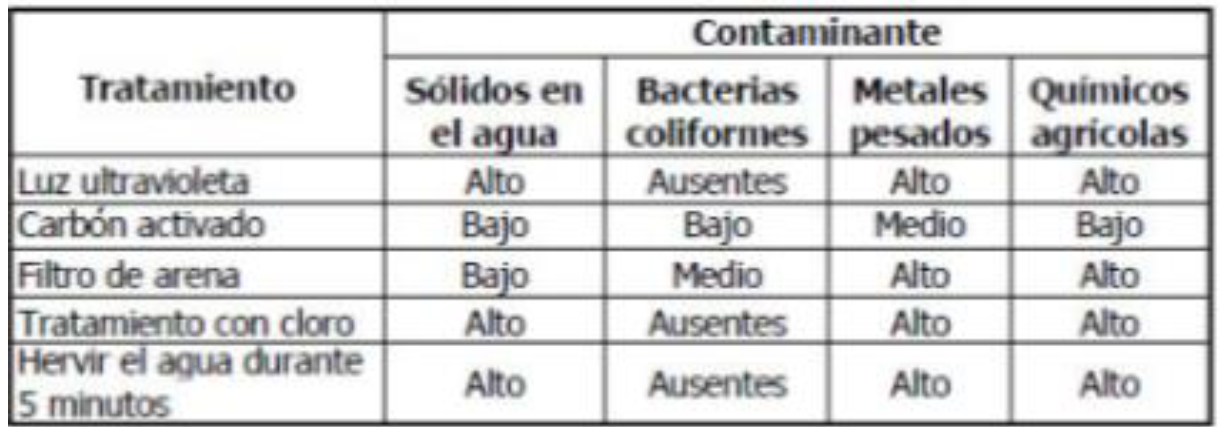 Contaminante
Tratamiento
Sólidos en el agua
Bacterias coliformes
Metales pesados
Químicos agrícolas
Luz ultravioleta Alto Ausentes Alto Alto
Carbón activado Bajo Bajo Medio Bajo
Filtro de arena Bajo Medio Alto Alto
Tratamiento con cloro Alto Ausentes Alto Alto
Hervir el agua durante
5 minutos Alto Ausentes Alto Alto